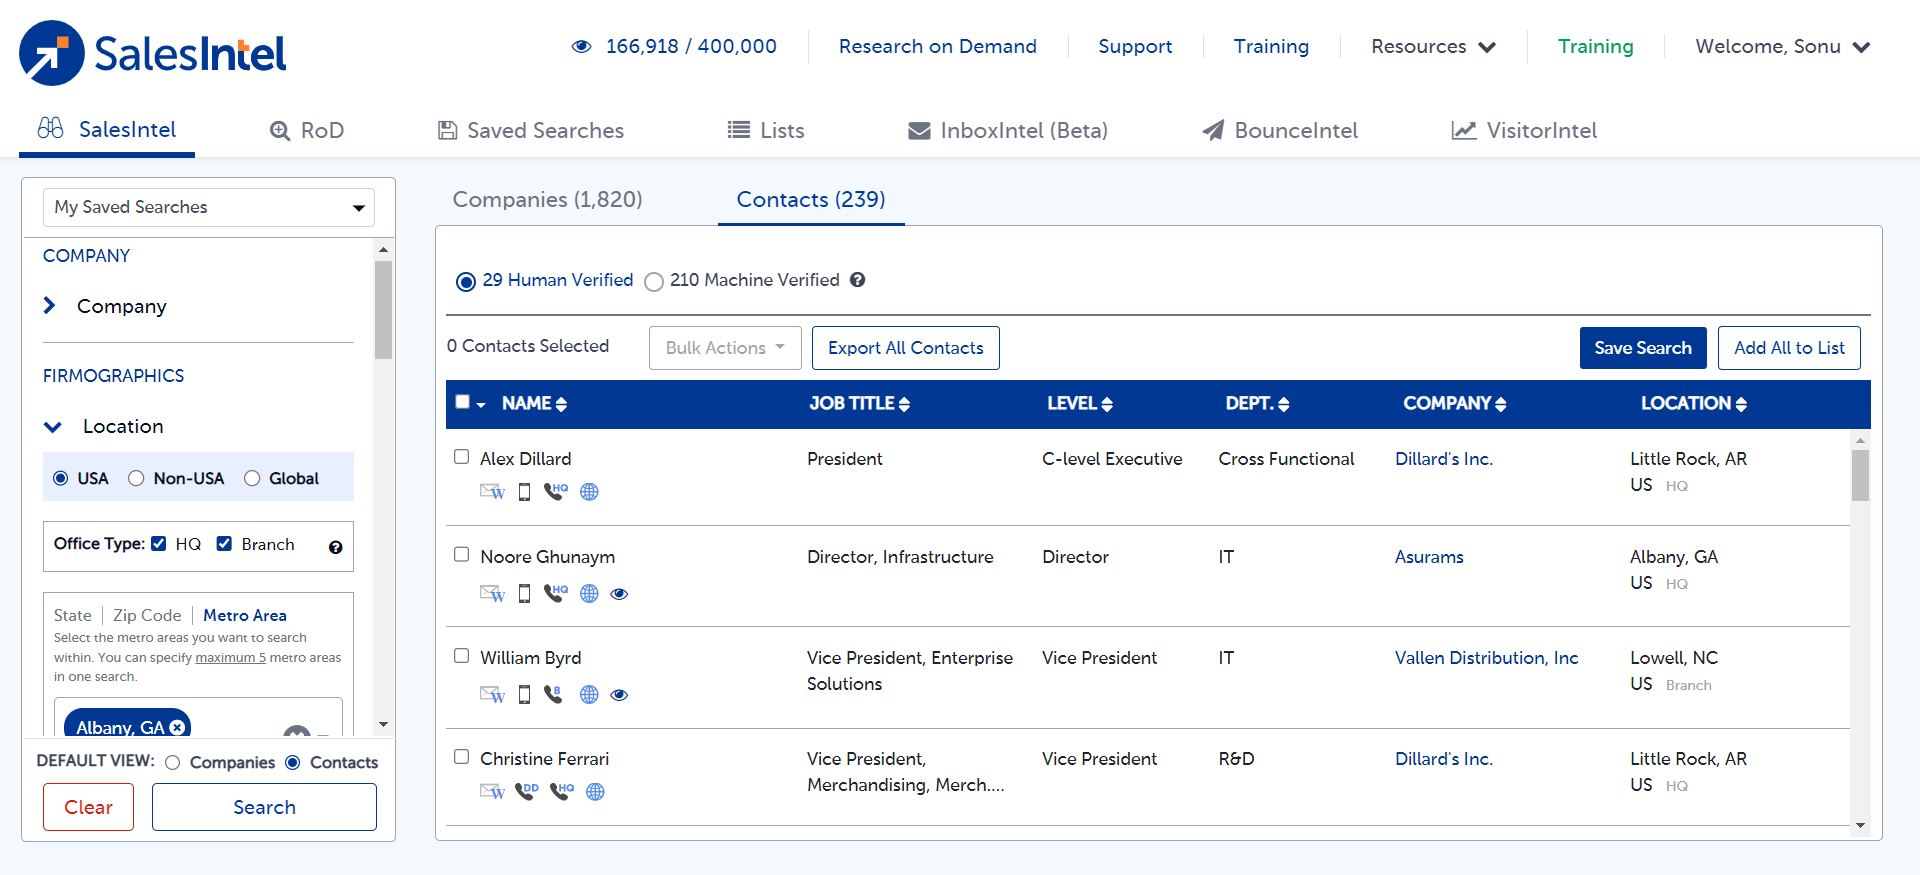 SalesIntel
166,918 / 400,000
Research on Demand
Support
Training
Resources
Training
Welcome, Sonu
SalesIntel
RoD
Saved Searches
Lists
InboxIntel (Beta)
BounceIntel
VisitorIntel
My Saved Searches
COMPANY
Company
FIRMOGRAPHICS
Location
USA Non-USA Global
Office Type: HQ Branch ?
State | Zip Code | Metro Area
Select the metro areas you want to search
within. You can specify maximum 5 metro areas
in one search.
Albany, GA
DEFAULT VIEW: Companies Contacts
Clear
Search
Companies (1,820)
Contacts (239)
29 Human Verified 210 Machine Verified ?
0 Contacts Selected
Bulk Actions
Export All Contacts
Save Search
Add All to List
NAME JOB TITLE LEVEL DEPT. COMPANY LOCATION
Alex Dillard President C-level Executive Cross Functional Dillard's Inc. Little Rock, AR
W HQ US HQ
Noore Ghunaym Director, Infrastructure Director IT Asurams Albany, GA
W HQ US HQ
William Byrd Vice President, Enterprise Vice President IT Vallen Distribution, Inc Lowell, NC
W B Solutions US Branch
Christine Ferrari Vice President, Vice President R&D Dillard's Inc. Little Rock, AR
W DD HQ Merchandising, Merch.... US HQ